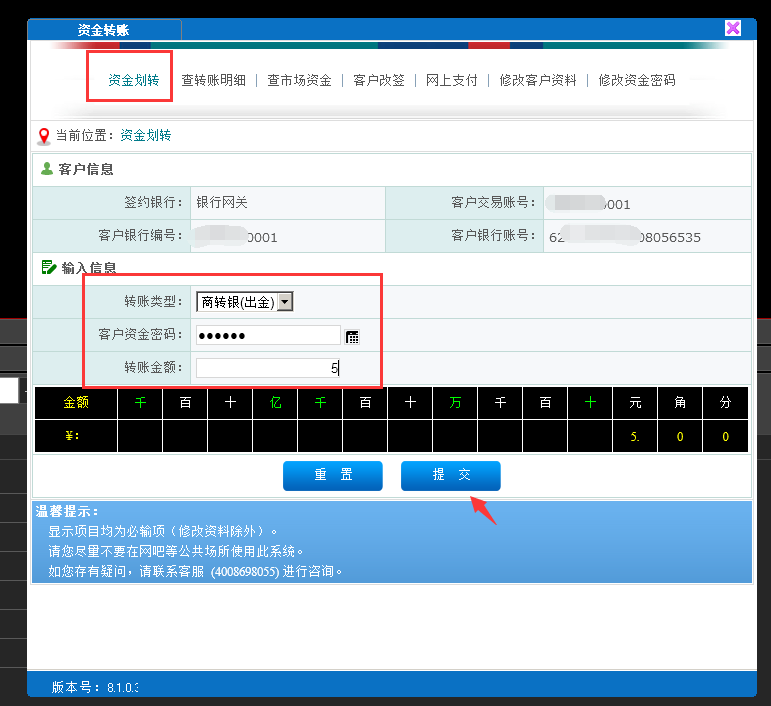 资金转账
资金划转 查转账明细 | 查市场资金 | 客户改签 | 网上支付 | 修改客户资料 | 修改资金密码
当前位置：资金划转
客户信息
签约银行： 银行网关 客户交易账号： 001
客户银行编号： 0001 客户银行账号： 62 08056535
输入信息
转账类型： 商转银(出金)
客户资金密码： ●●●●●●
转账金额： 5
金额 千 百 十 亿 千 百 十 万 千 百 十 元 角 分
¥： 5. 0 0
重 置 提 交
温馨提示：
显示项目均为必输项（修改资料除外）。
请您尽量不要在网吧等公共场所使用此系统。
如您存有疑问，请联系客服 (4008698055) 进行咨询。
版本号：8.1.0.3